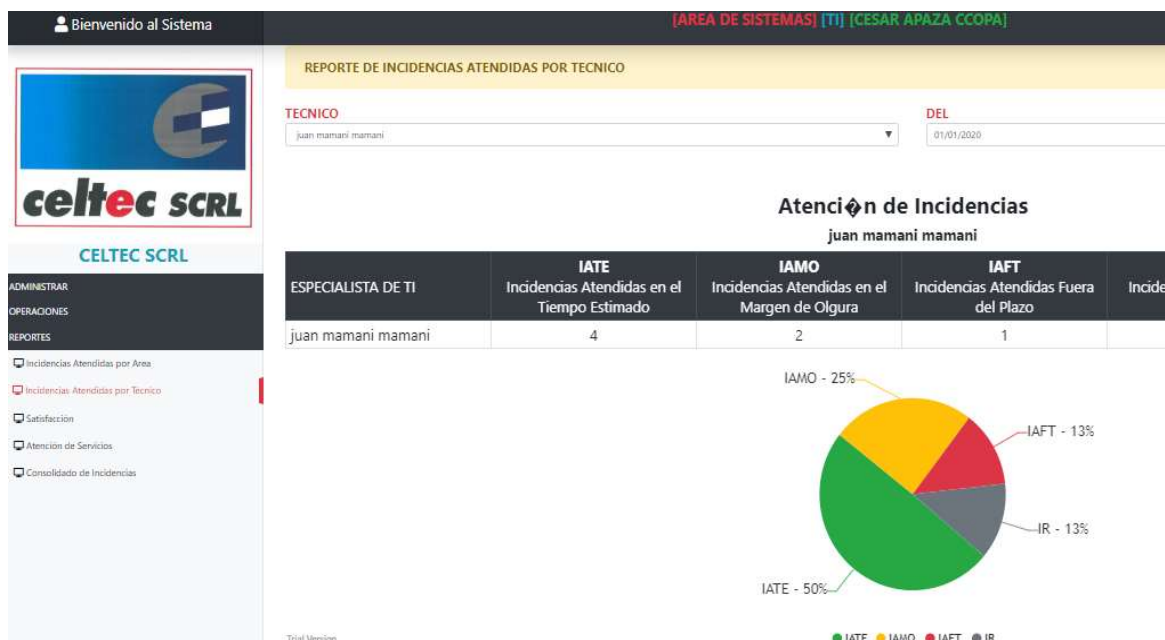 Bienvenido al Sistema
[AREA DE SISTEMAS] [TI] [CESAR APAZA CCOPA]
REPORTE DE INCIDENCIAS ATENDIDAS POR TECNICO
TECNICO
DEL
juan mamani mamani
01/01/2020
celtec SCRL
CELTEC SCRL
ADMINISTRAR
OPERACIONES
REPORTES
Incidencias Atendidas por Area
Incidencias Atendidas por Tecnico
Satisfacción
Atención de Servicios
Consolidado de Incidencias
Atenci�n de Incidencias
juan mamani mamani
ESPECIALISTA DE TI
IATE
Incidencias Atendidas en el
Tiempo Estimado
IAMO
Incidencias Atendidas en el
Margen de Olgura
IAFT
Incidencias Atendidas Fuera
del Plazo
Incide
juan mamani mamani
4
2
1
IAMO - 25%
IAFT - 13%
IR - 13%
IATE - 50%
Trial Version
IATE IAMO IAFT IR